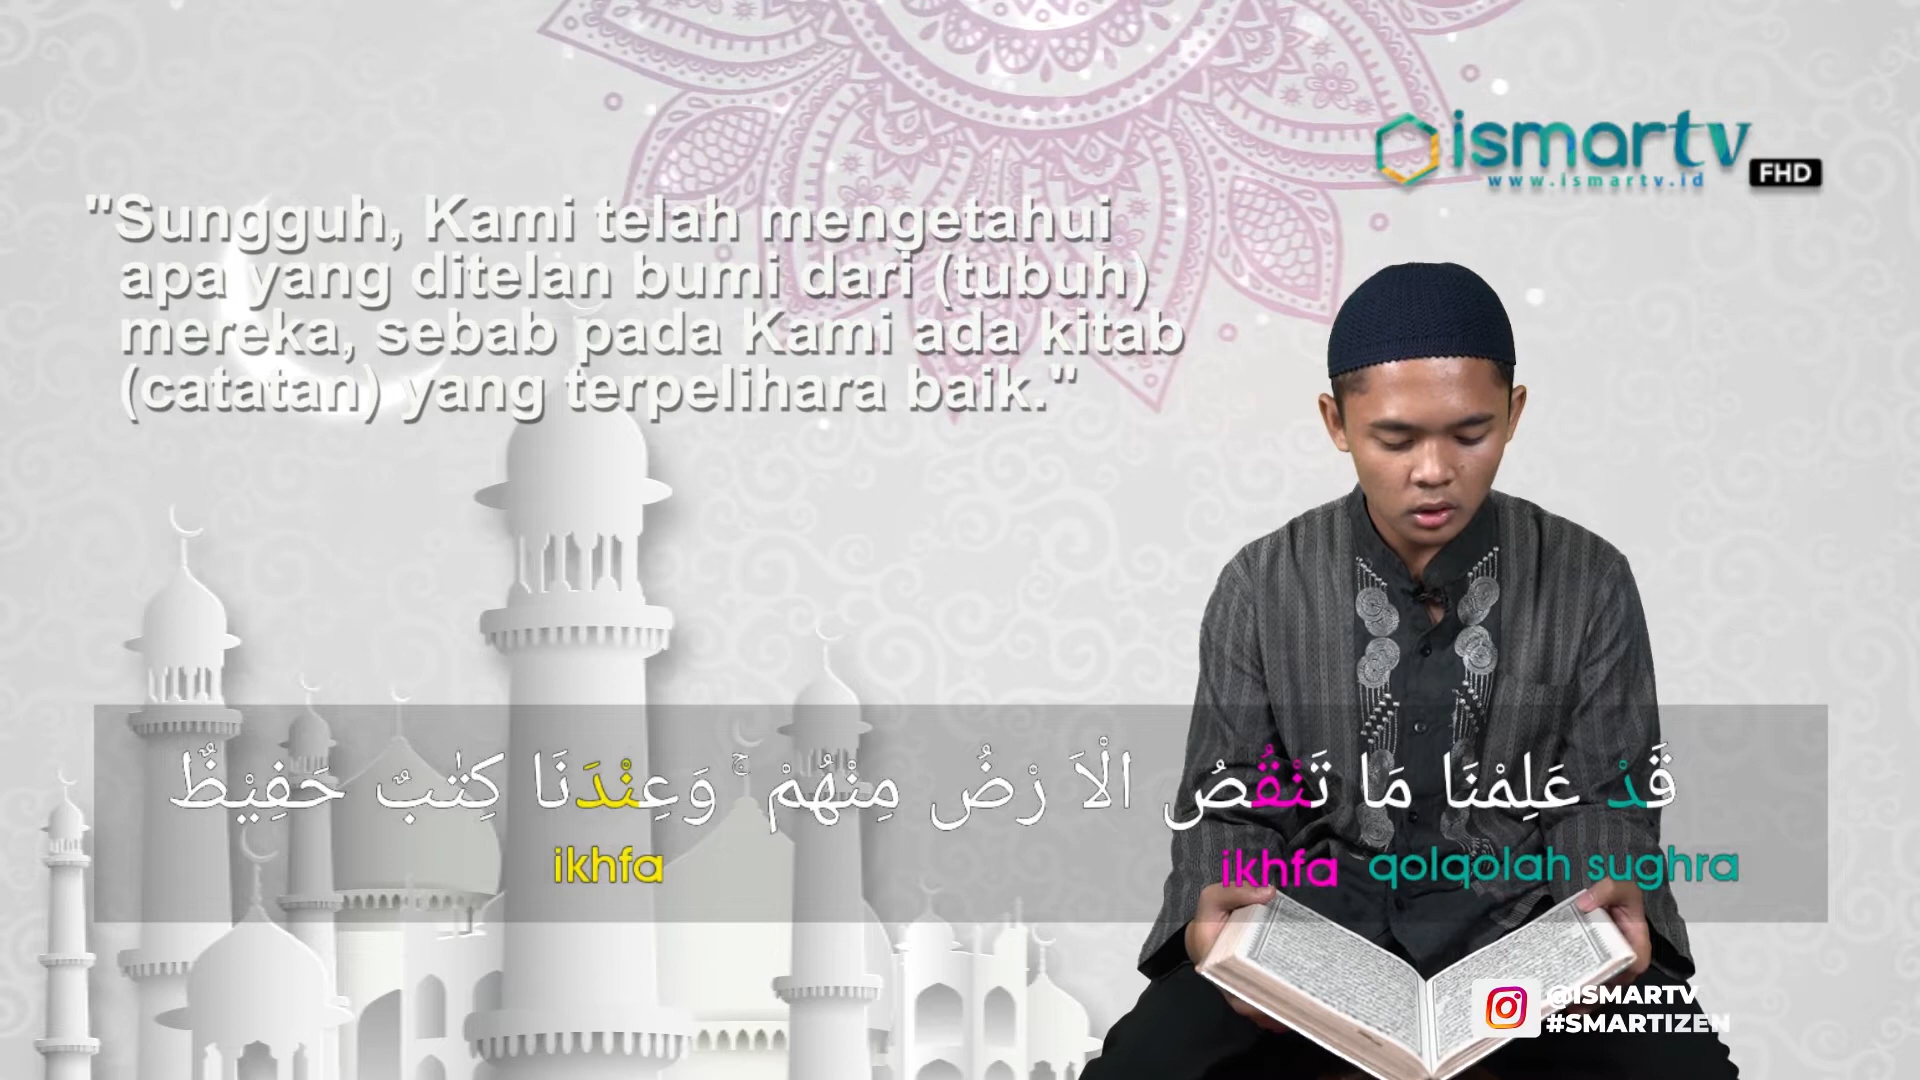 ismartv
www.ismartv.id
FHD
"Sungguh, Kami telah mengetahui
apa yang ditelan bumi dari (tubuh)
mereka, sebab pada Kami ada kitab
(catatan) yang terpelihara baik."
قَدْ عَلِمْنَا مَا تَنْقُصُ الْاَ رْضُ مِنْهُمْ ۚ وَعِنْدَنَا كِتٰبٌ حَفِيْظٌ
ikhfa ikhfa qolqolah sughra
@ISMARTV
#SMARTIZEN